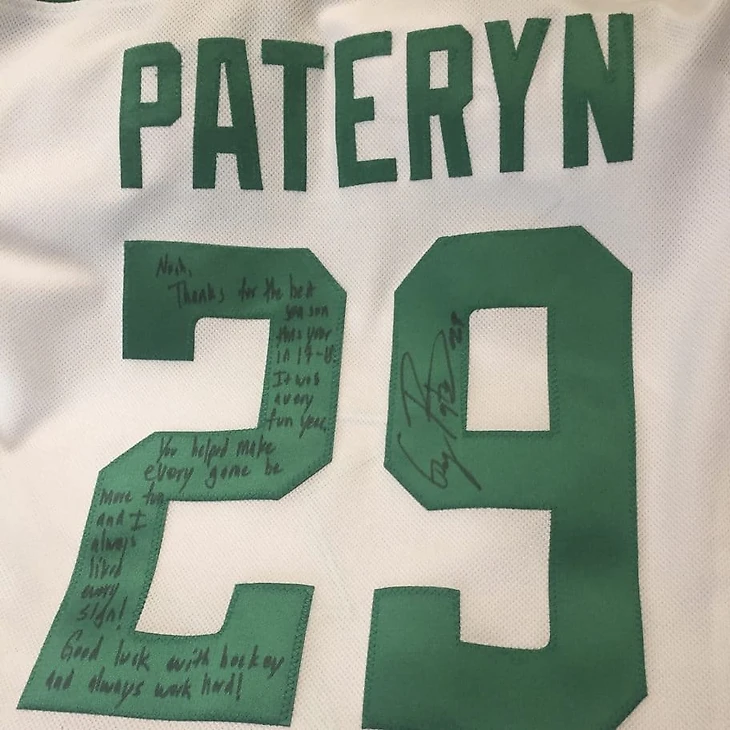 PATERYN
29
Noah,
Thanks for the best
season
this year
in 17-18.
It was
a very
fun year.
You helped make
every game be
more fun
and I
always
liked
every
sign!
Good luck with hockey
and always work hard!